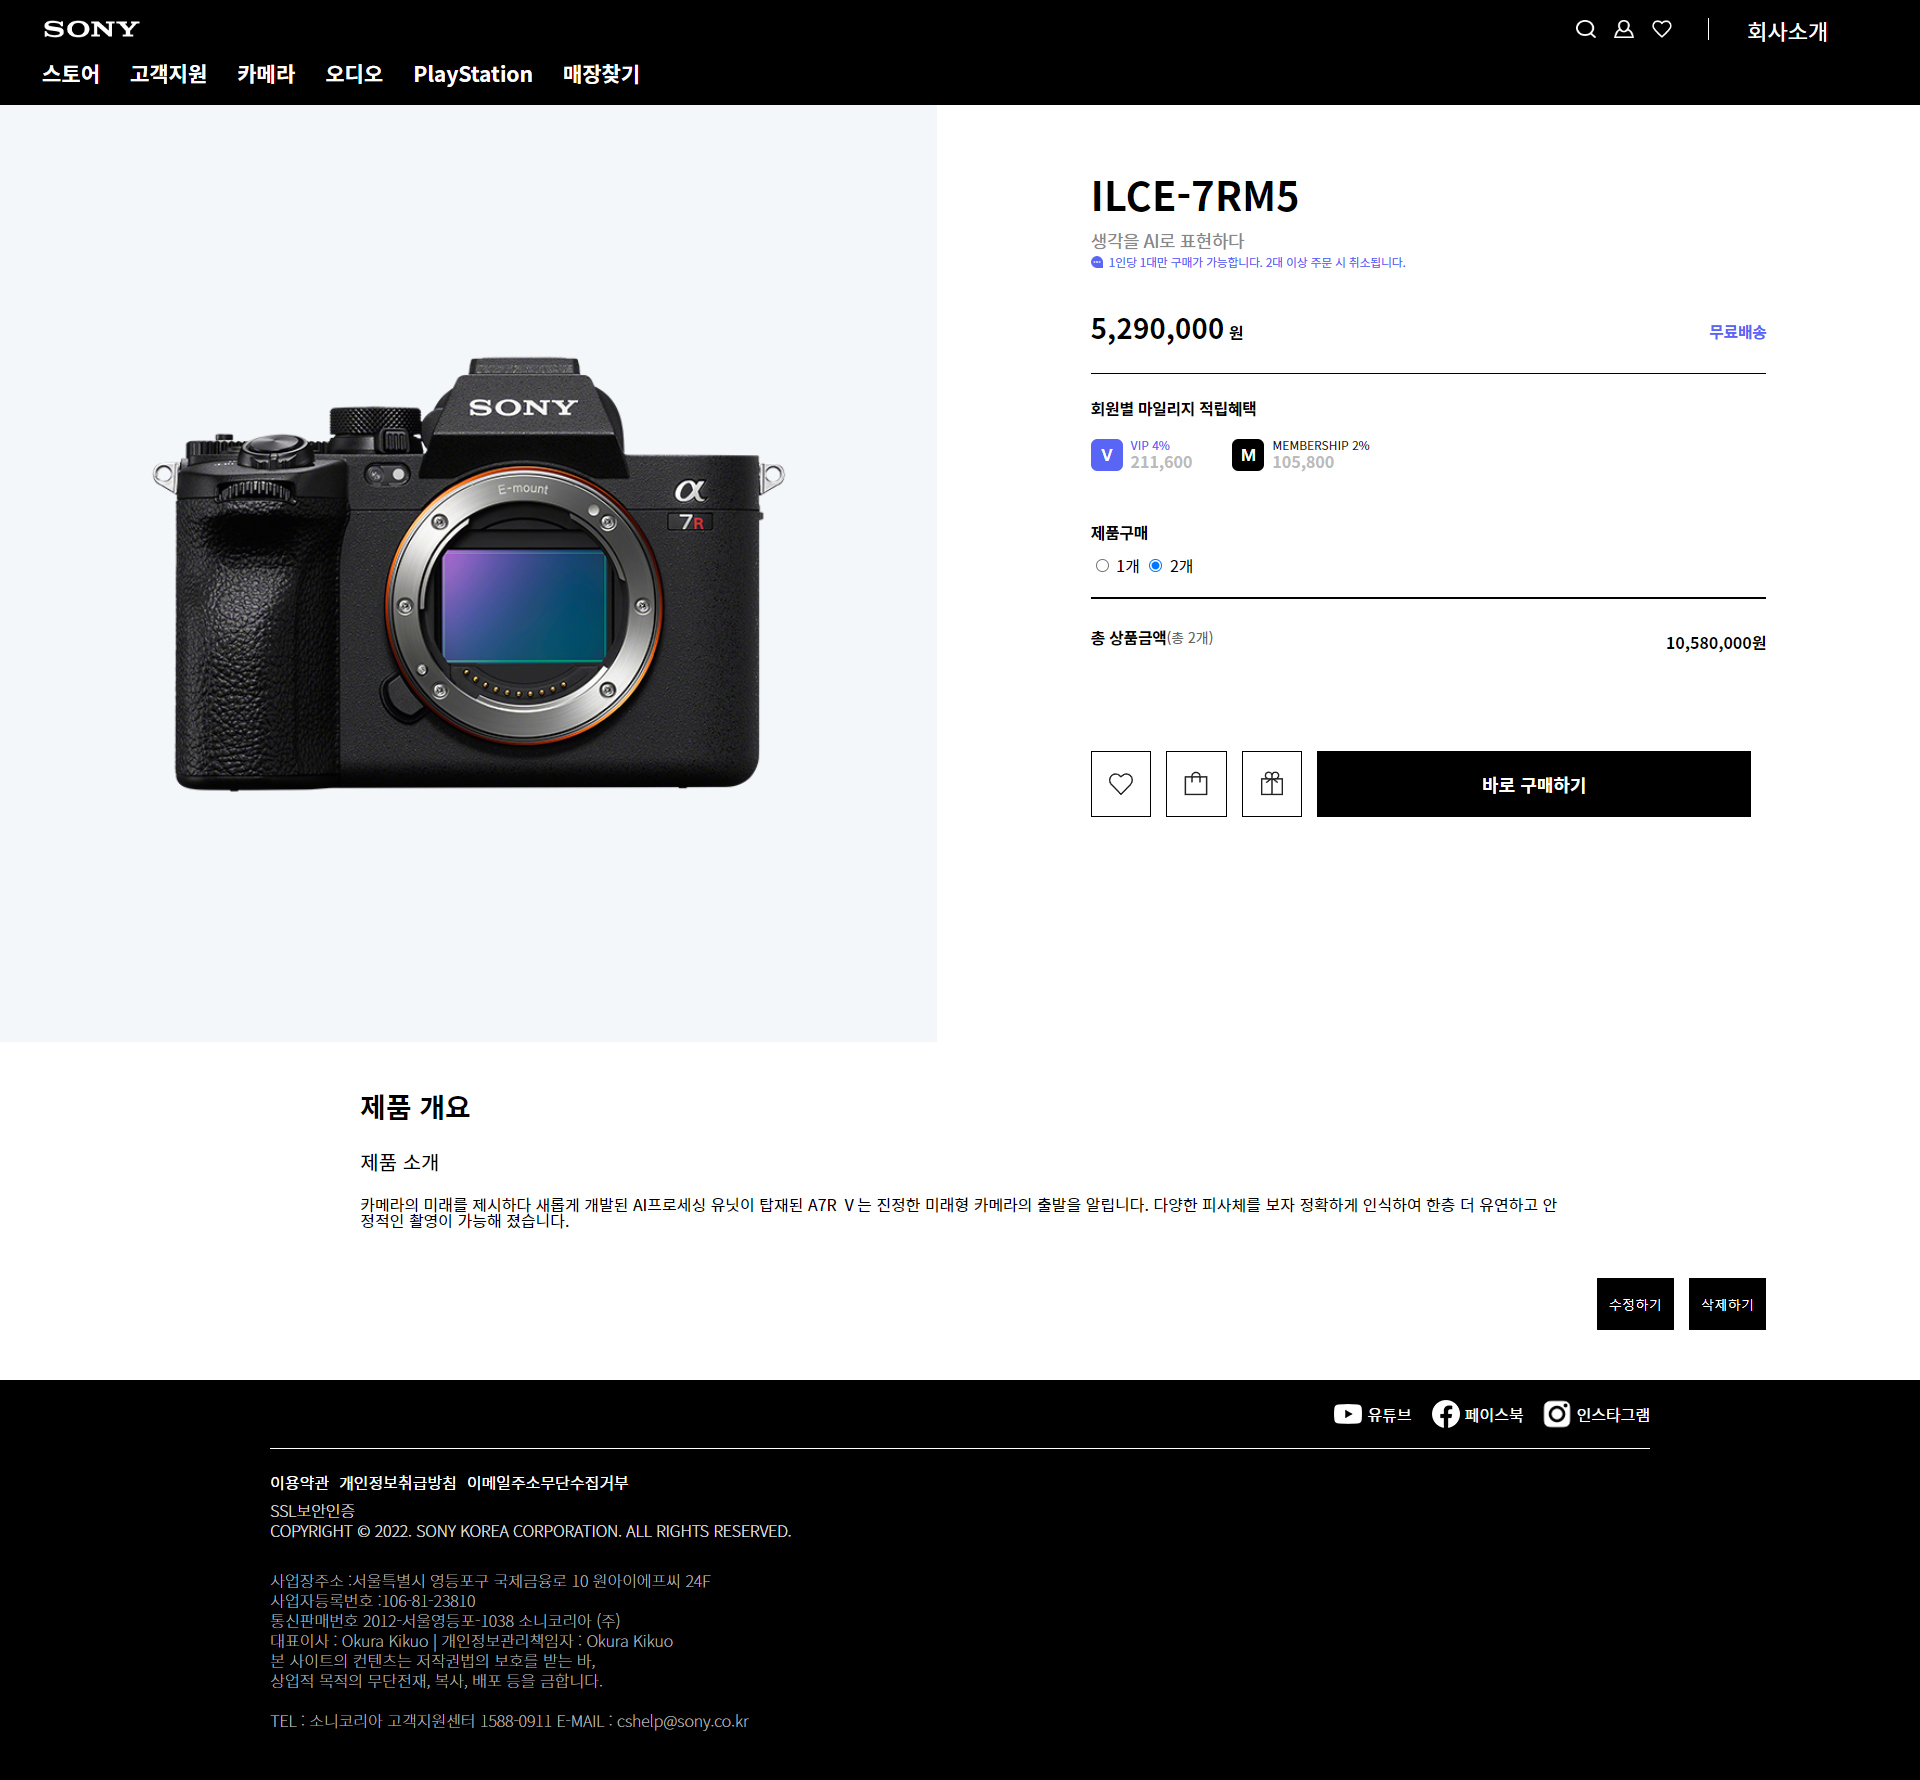 SONY
회사소개
스토어 고객지원 카메라 오디오 PlayStation 매장찾기
SONY
E-mount
α
7R
ILCE-7RM5
생각을 AI로 표현하다
1인당 1대만 구매가 가능합니다. 2대 이상 주문 시 취소됩니다.
5,290,000 원
무료배송
회원별 마일리지 적립혜택
V VIP 4% 211,600
M MEMBERSHIP 2% 105,800
제품구매
1개 2개
총 상품금액(총 2개)
10,580,000원
바로 구매하기
제품 개요
제품 소개
카메라의 미래를 제시하다 새롭게 개발된 AI프로세싱 유닛이 탑재된 A7R Ⅴ는 진정한 미래형 카메라의 출발을 알립니다. 다양한 피사체를 보자 정확하게 인식하여 한층 더 유연하고 안
정적인 촬영이 가능해 졌습니다.
수정하기 삭제하기
유튜브 페이스북 인스타그램
이용약관 개인정보취급방침 이메일주소무단수집거부
SSL보안인증
COPYRIGHT © 2022. SONY KOREA CORPORATION. ALL RIGHTS RESERVED.
사업장주소 :서울특별시 영등포구 국제금융로 10 원아이에프씨 24F
사업자등록번호 :106-81-23810
통신판매번호 2012-서울영등포-1038 소니코리아 (주)
대표이사 : Okura Kikuo | 개인정보관리책임자 : Okura Kikuo
본 사이트의 컨텐츠는 저작권법의 보호를 받는 바,
상업적 목적의 무단전재, 복사, 배포 등을 금합니다.
TEL : 소니코리아 고객지원센터 1588-0911 E-MAIL : cshelp@sony.co.kr